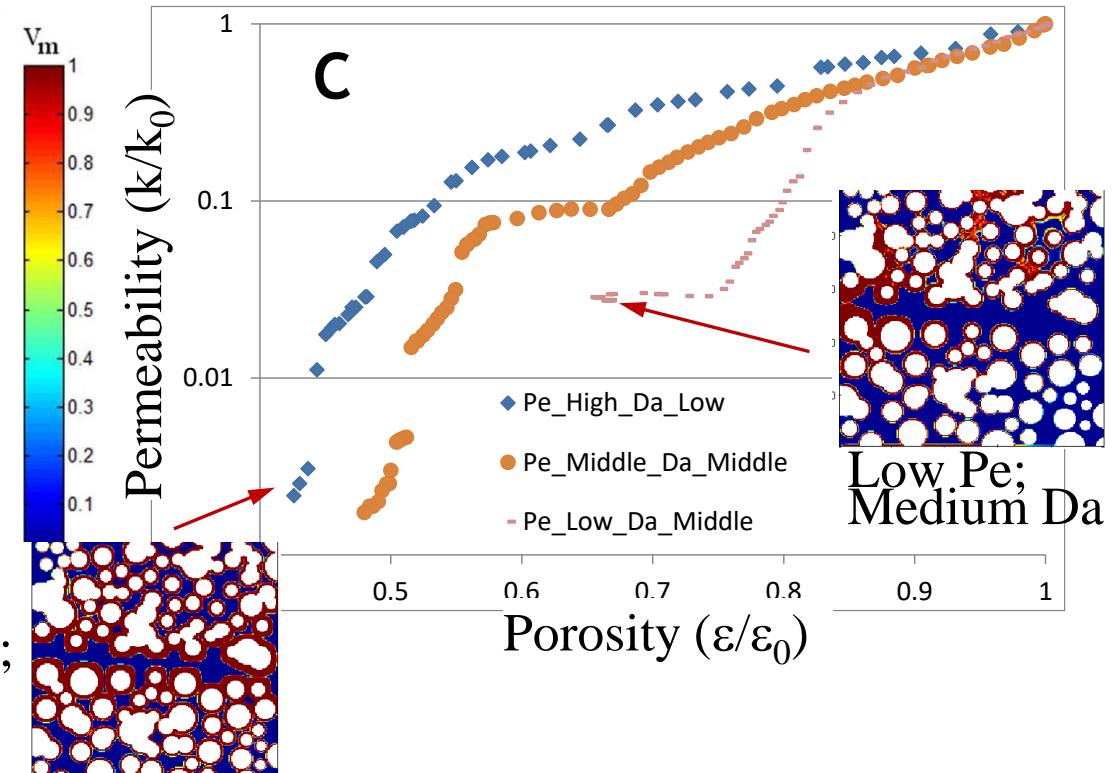 Vm
1
0.9
0.8
0.7
0.6
0.5
0.4
0.3
0.2
0.1
C
Permeability (k/k0)
1
0.1
0.01
Pe_High_Da_Low
Pe_Middle_Da_Middle
Pe_Low_Da_Middle
Low Pe;
Medium Da
0.5
0.6
0.7
0.8
0.9
1
Porosity (ε/ε0)
;